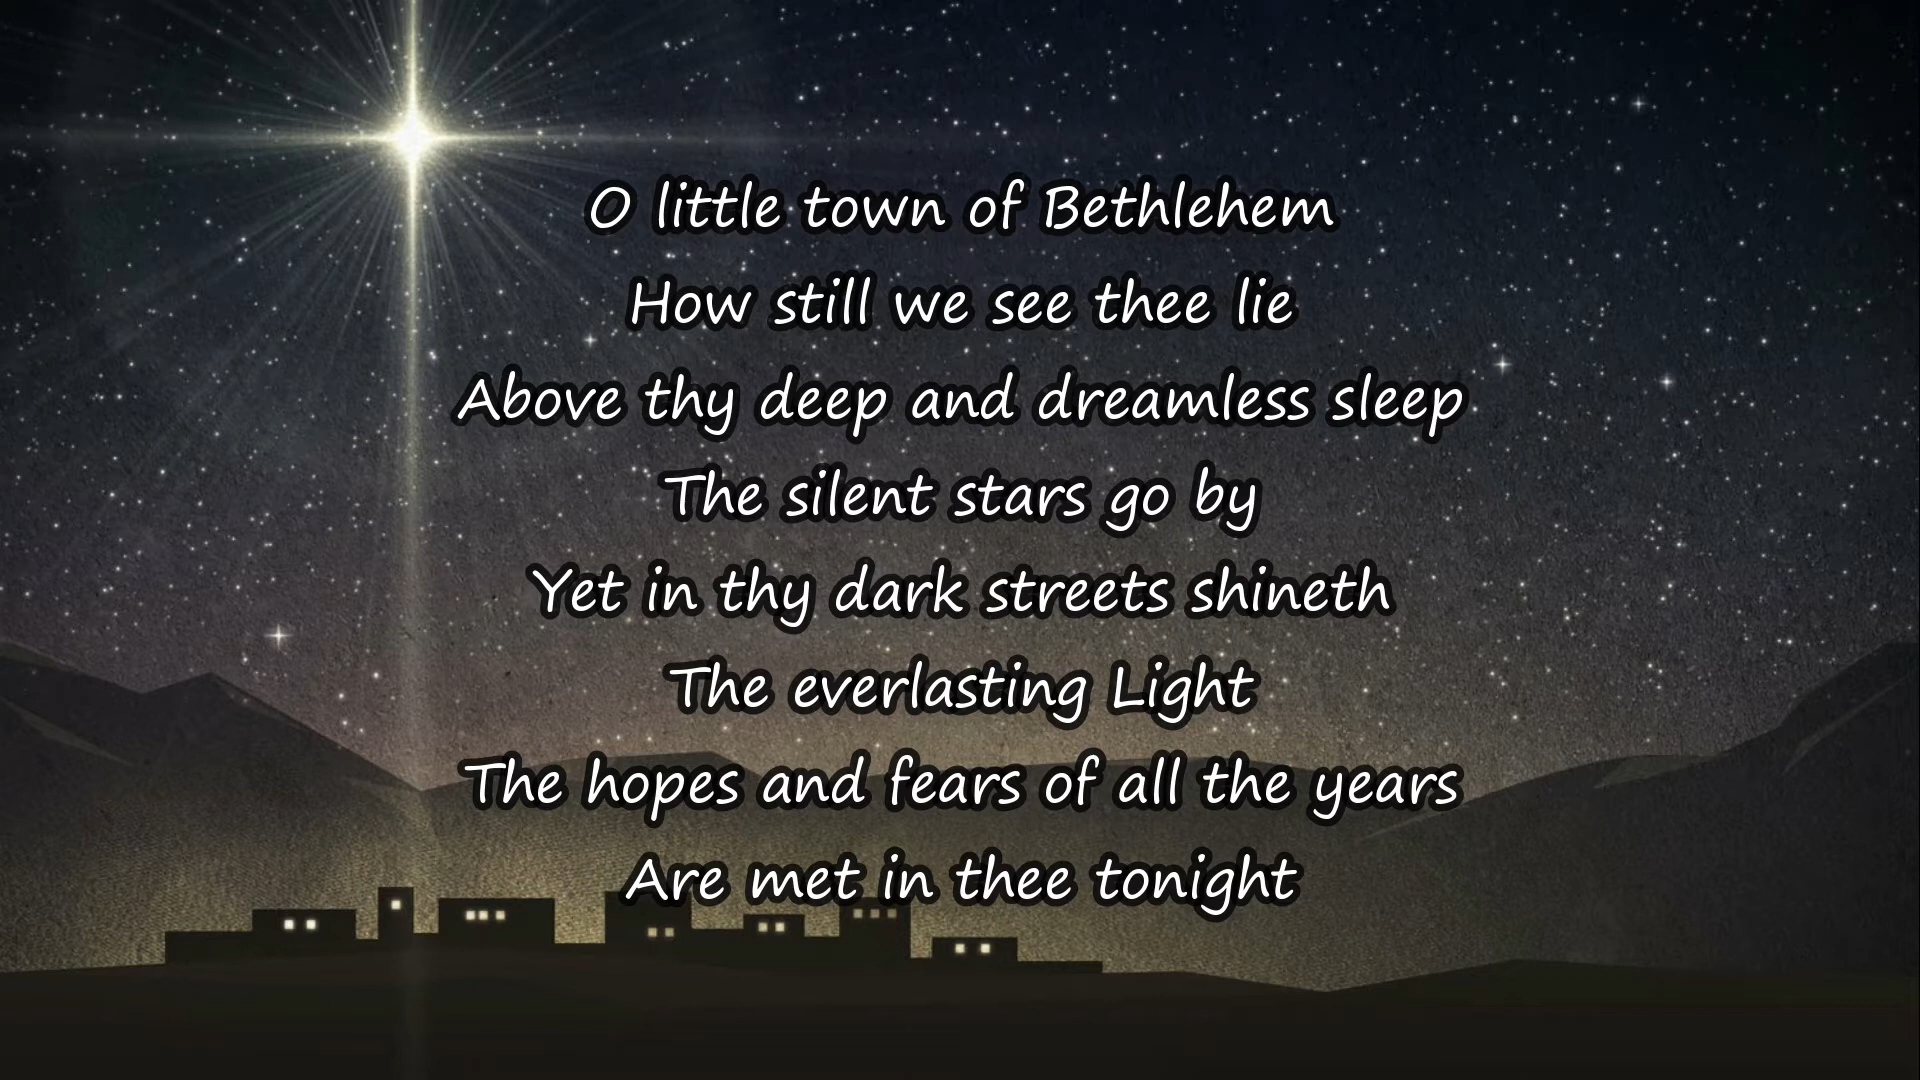 O little town of Bethlehem
How still we see thee lie
Above thy deep and dreamless sleep
The silent stars go by
Yet in thy dark streets shineth
The everlasting Light
The hopes and fears of all the years
Are met in thee tonight